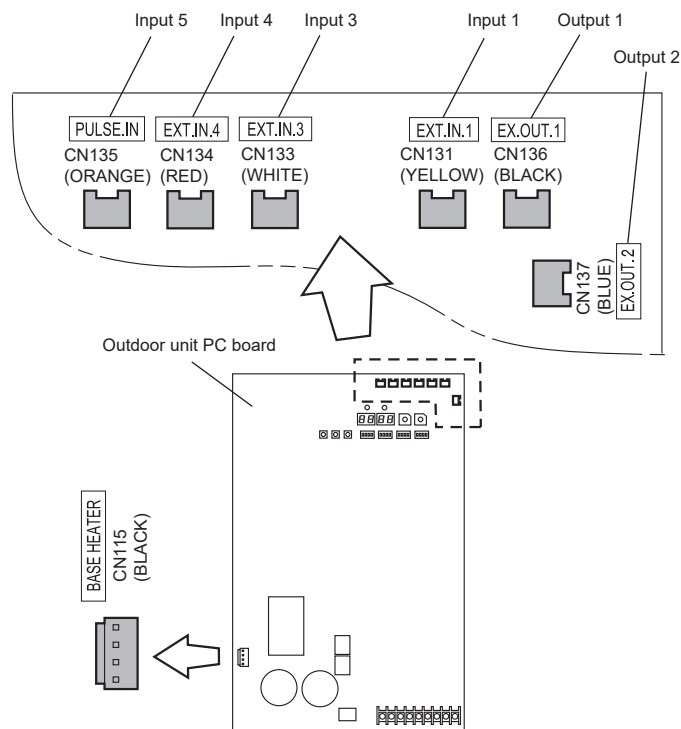 Input 5
Input 4
Input 3
Input 1
Output 1
Output 2
PULSE.IN
EXT.IN.4
EXT.IN.3
EXT.IN.1
EX.OUT.1
CN135
(ORANGE)
CN134
(RED)
CN133
(WHITE)
CN131
(YELLOW)
CN136
(BLACK)
CN137
(BLUE)
EX.OUT.2
Outdoor unit PC board
88 88
BASE HEATER
CN115
(BLACK)